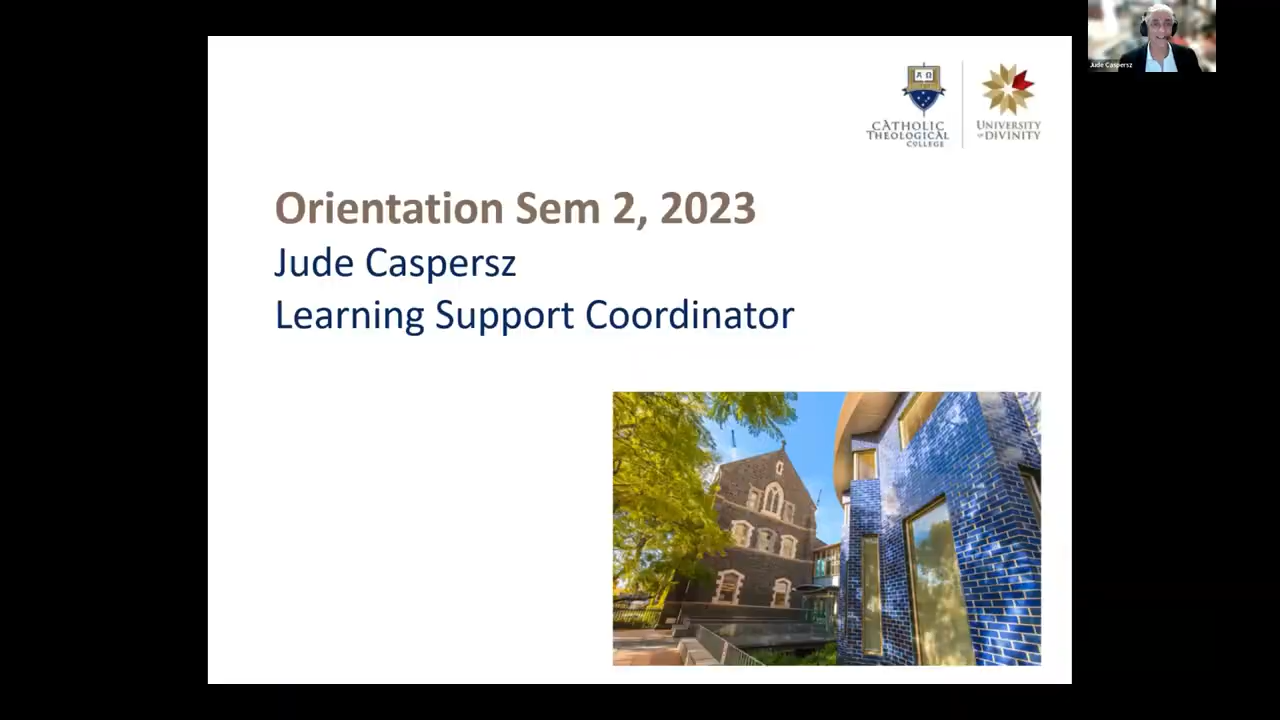 Jude Caspersz
Α Ω
CATHOLIC
THEOLOGICAL
COLLEGE
UNIVERSITY
OF DIVINITY
Orientation Sem 2, 2023
Jude Caspersz
Learning Support Coordinator